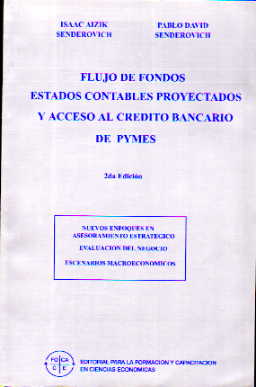 ISAAC AIZIK PABLO DAVID
SENDEROVICH SENDEROVICH
FLUJO DE FONDOS
ESTADOS CONTABLES PROYECTADOS
Y ACCESO AL CREDITO BANCARIO
DE PYMES
2da Edición
NUEVOS ENFOQUES EN
ASESORAMIENTO ESTRATEGICO
EVALUACION DEL NEGOCIO
ESCENARIOS MACROECONOMICOS
FO CA
C E
EDITORIAL PARA LA FORMACION Y CAPACITACION
EN CIENCIAS ECONOMICAS